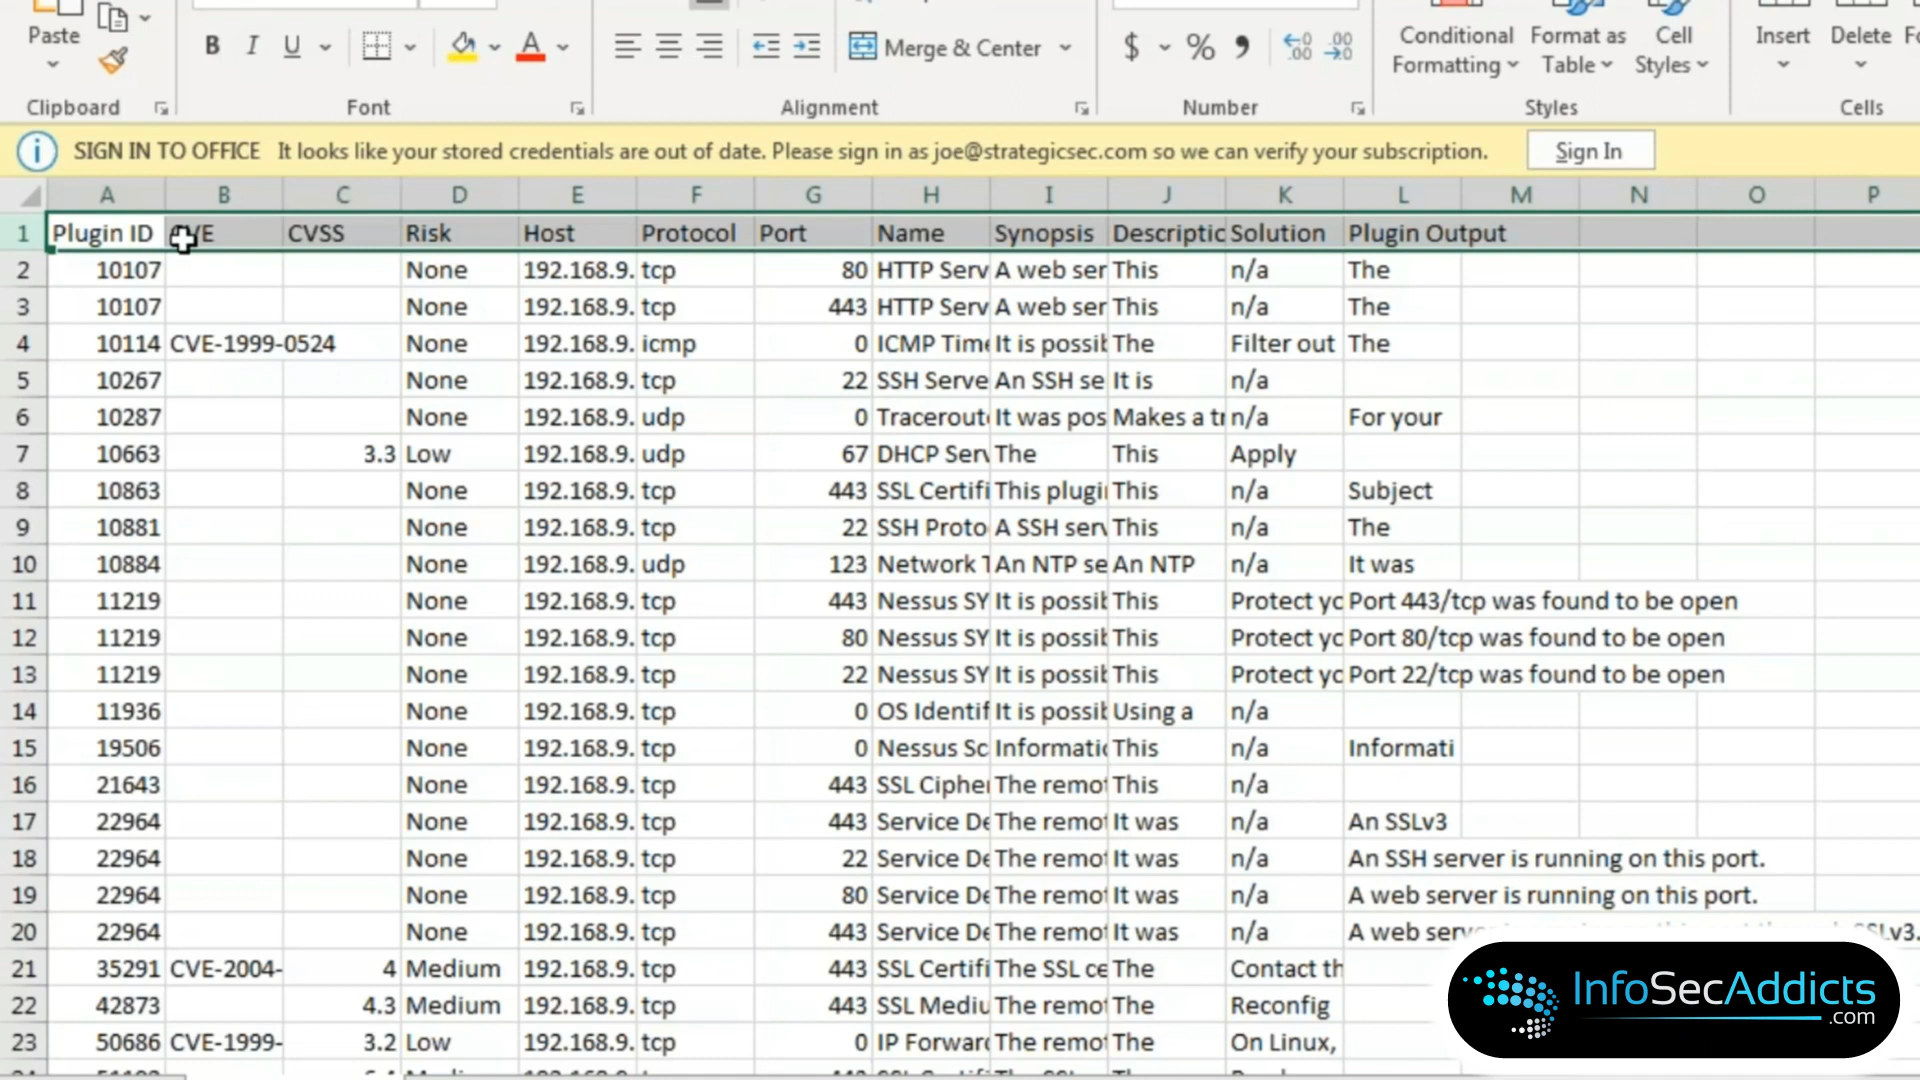 Paste
B I U
Merge & Center
$ % 9
Conditional Formatting
Format as Table
Cell Styles
Insert
Delete
Clipboard Font Alignment Number Styles Cells
SIGN IN TO OFFICE It looks like your stored credentials are out of date. Please sign in as joe@strategicsec.com so we can verify your subscription. Sign In
A B C D E F G H I J K L M N O P
1 Plugin ID CVSS Risk Host Protocol Port Name Synopsis Descriptic Solution Plugin Output
2 10107 None 192.168.9. tcp 80 HTTP Serv A web ser This n/a The
3 10107 None 192.168.9. tcp 443 HTTP Serv A web ser This n/a The
4 10114 CVE-1999-0524 None 192.168.9. icmp 0 ICMP Time It is possib The Filter out The
5 10267 None 192.168.9. tcp 22 SSH Serve An SSH se It is n/a
6 10287 None 192.168.9. udp 0 Traceroute It was pos Makes a tr n/a For your
7 10663 3.3 Low 192.168.9. udp 67 DHCP Serv The This Apply
8 10863 None 192.168.9. tcp 443 SSL Certifi This plugi This n/a Subject
9 10881 None 192.168.9. tcp 22 SSH Proto A SSH serv This n/a The
10 10884 None 192.168.9. udp 123 Network T An NTP se An NTP n/a It was
11 11219 None 192.168.9. tcp 443 Nessus SY It is possib This Protect yo Port 443/tcp was found to be open
12 11219 None 192.168.9. tcp 80 Nessus SY It is possib This Protect yo Port 80/tcp was found to be open
13 11219 None 192.168.9. tcp 22 Nessus SY It is possib This Protect yo Port 22/tcp was found to be open
14 11936 None 192.168.9. tcp 0 OS Identif It is possib Using a n/a
15 19506 None 192.168.9. tcp 0 Nessus Sc Informatio This n/a Informati
16 21643 None 192.168.9. tcp 443 SSL Cipher The remot This n/a
17 22964 None 192.168.9. tcp 443 Service De The remot It was n/a An SSLv3
18 22964 None 192.168.9. tcp 22 Service De The remot It was n/a An SSH server is running on this port.
19 22964 None 192.168.9. tcp 80 Service De The remot It was n/a A web server is running on this port.
20 22964 None 192.168.9. tcp 443 Service De The remot It was n/a A web
21 35291 CVE-2004- 4 Medium 192.168.9. tcp 443 SSL Certifi The SSL ce The Contact th
22 42873 4.3 Medium 192.168.9. tcp 443 SSL Mediu The remot The Reconfig
23 50686 CVE-1999- 3.2 Low 192.168.9. tcp 0 IP Forward The remot The On Linux,
InfoSecAddicts
.com